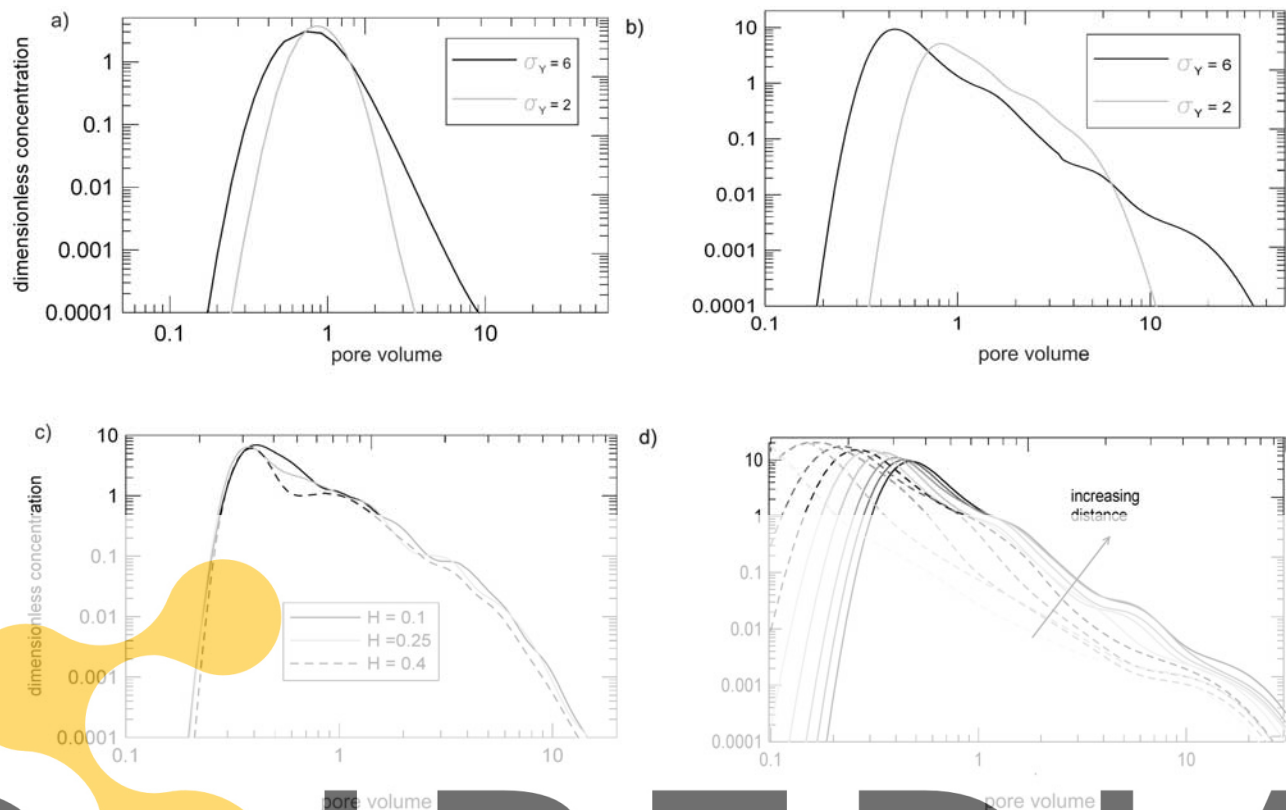 a)
dimensionless concentration
1
0.1
0.01
0.001
0.0001
0.1
1
10
pore volume
σY = 6
σY = 2
b)
10
1
0.1
0.01
0.001
0.0001
0.1
1
10
pore volume
σY = 6
σY = 2
c)
dimensionless concentration
10
1
0.1
0.01
0.001
0.0001
0.1
1
10
pore volume
H = 0.1
H =0.25
H = 0.4
d)
10
1
0.1
0.01
0.001
0.0001
0.1
1
10
pore volume
increasing
distance